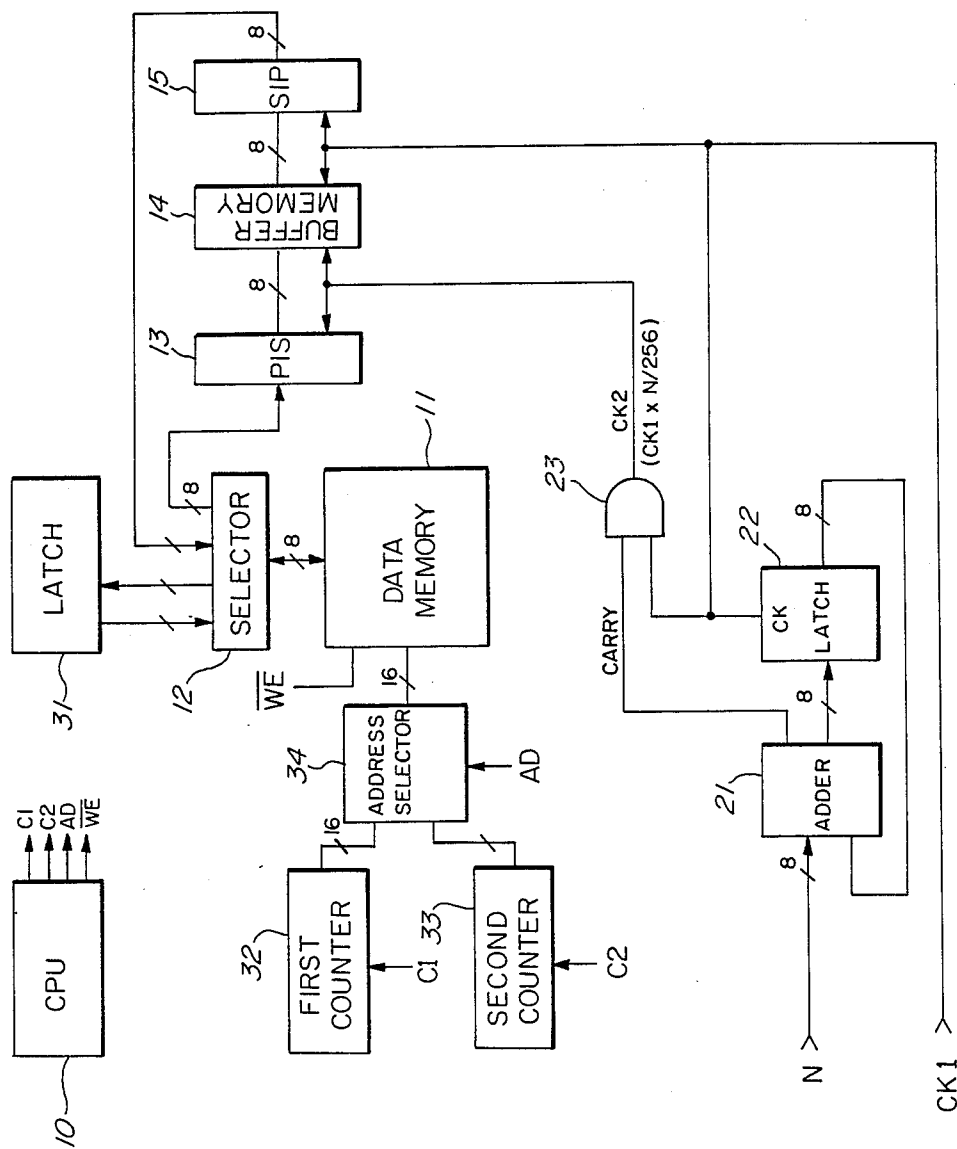 10
CPU
C1
C2
AD
WE
31
LATCH
12
SELECTOR
8
8
WE
11
DATA
MEMORY
16
34
ADDRESS
SELECTOR
AD
16
32
FIRST
COUNTER
C1
33
SECOND
COUNTER
C2
13
PIS
8
14
BUFFER
MEMORY
8
15
SIP
8
CK2
(CK1 x N/256)
23
CARRY
22
CK
LATCH
8
8
21
ADDER
8
N
CK 1